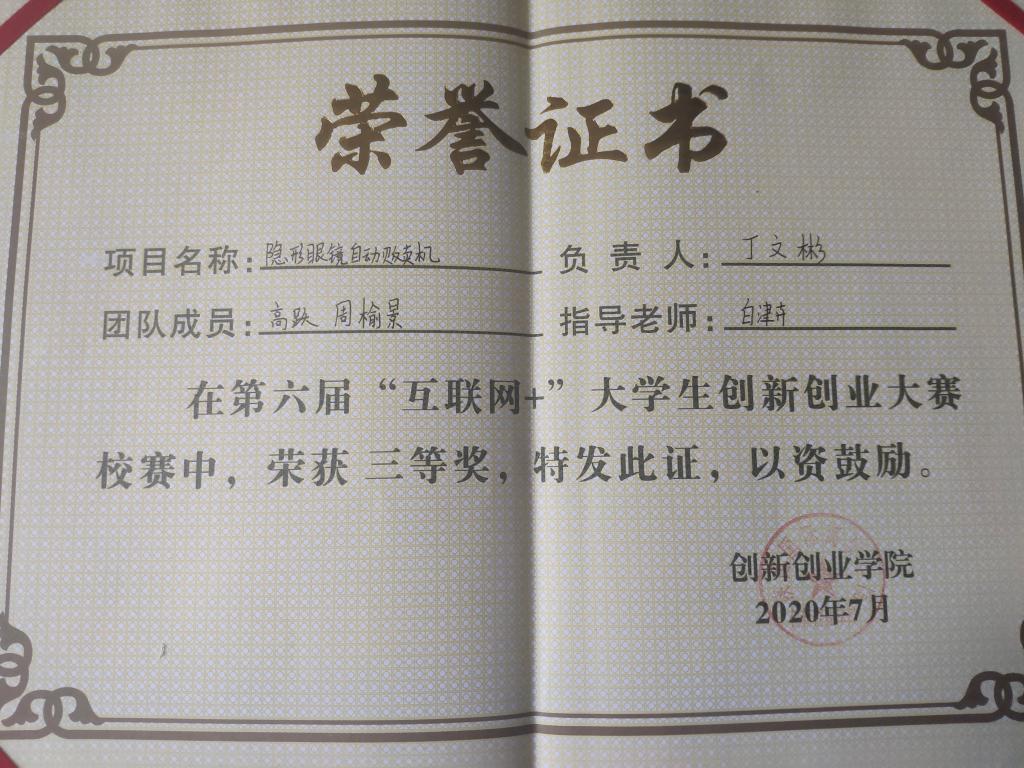 荣誉证书
项目名称:隐形眼镜自动贩卖机 负责人:丁文彬
团队成员:高跃 周榆景 指导老师:白津卉
在第六届“互联网+”大学生创新创业大赛
校赛中，荣获 三等奖，特发此证，以资鼓励。
创新创业学院
2020年7月